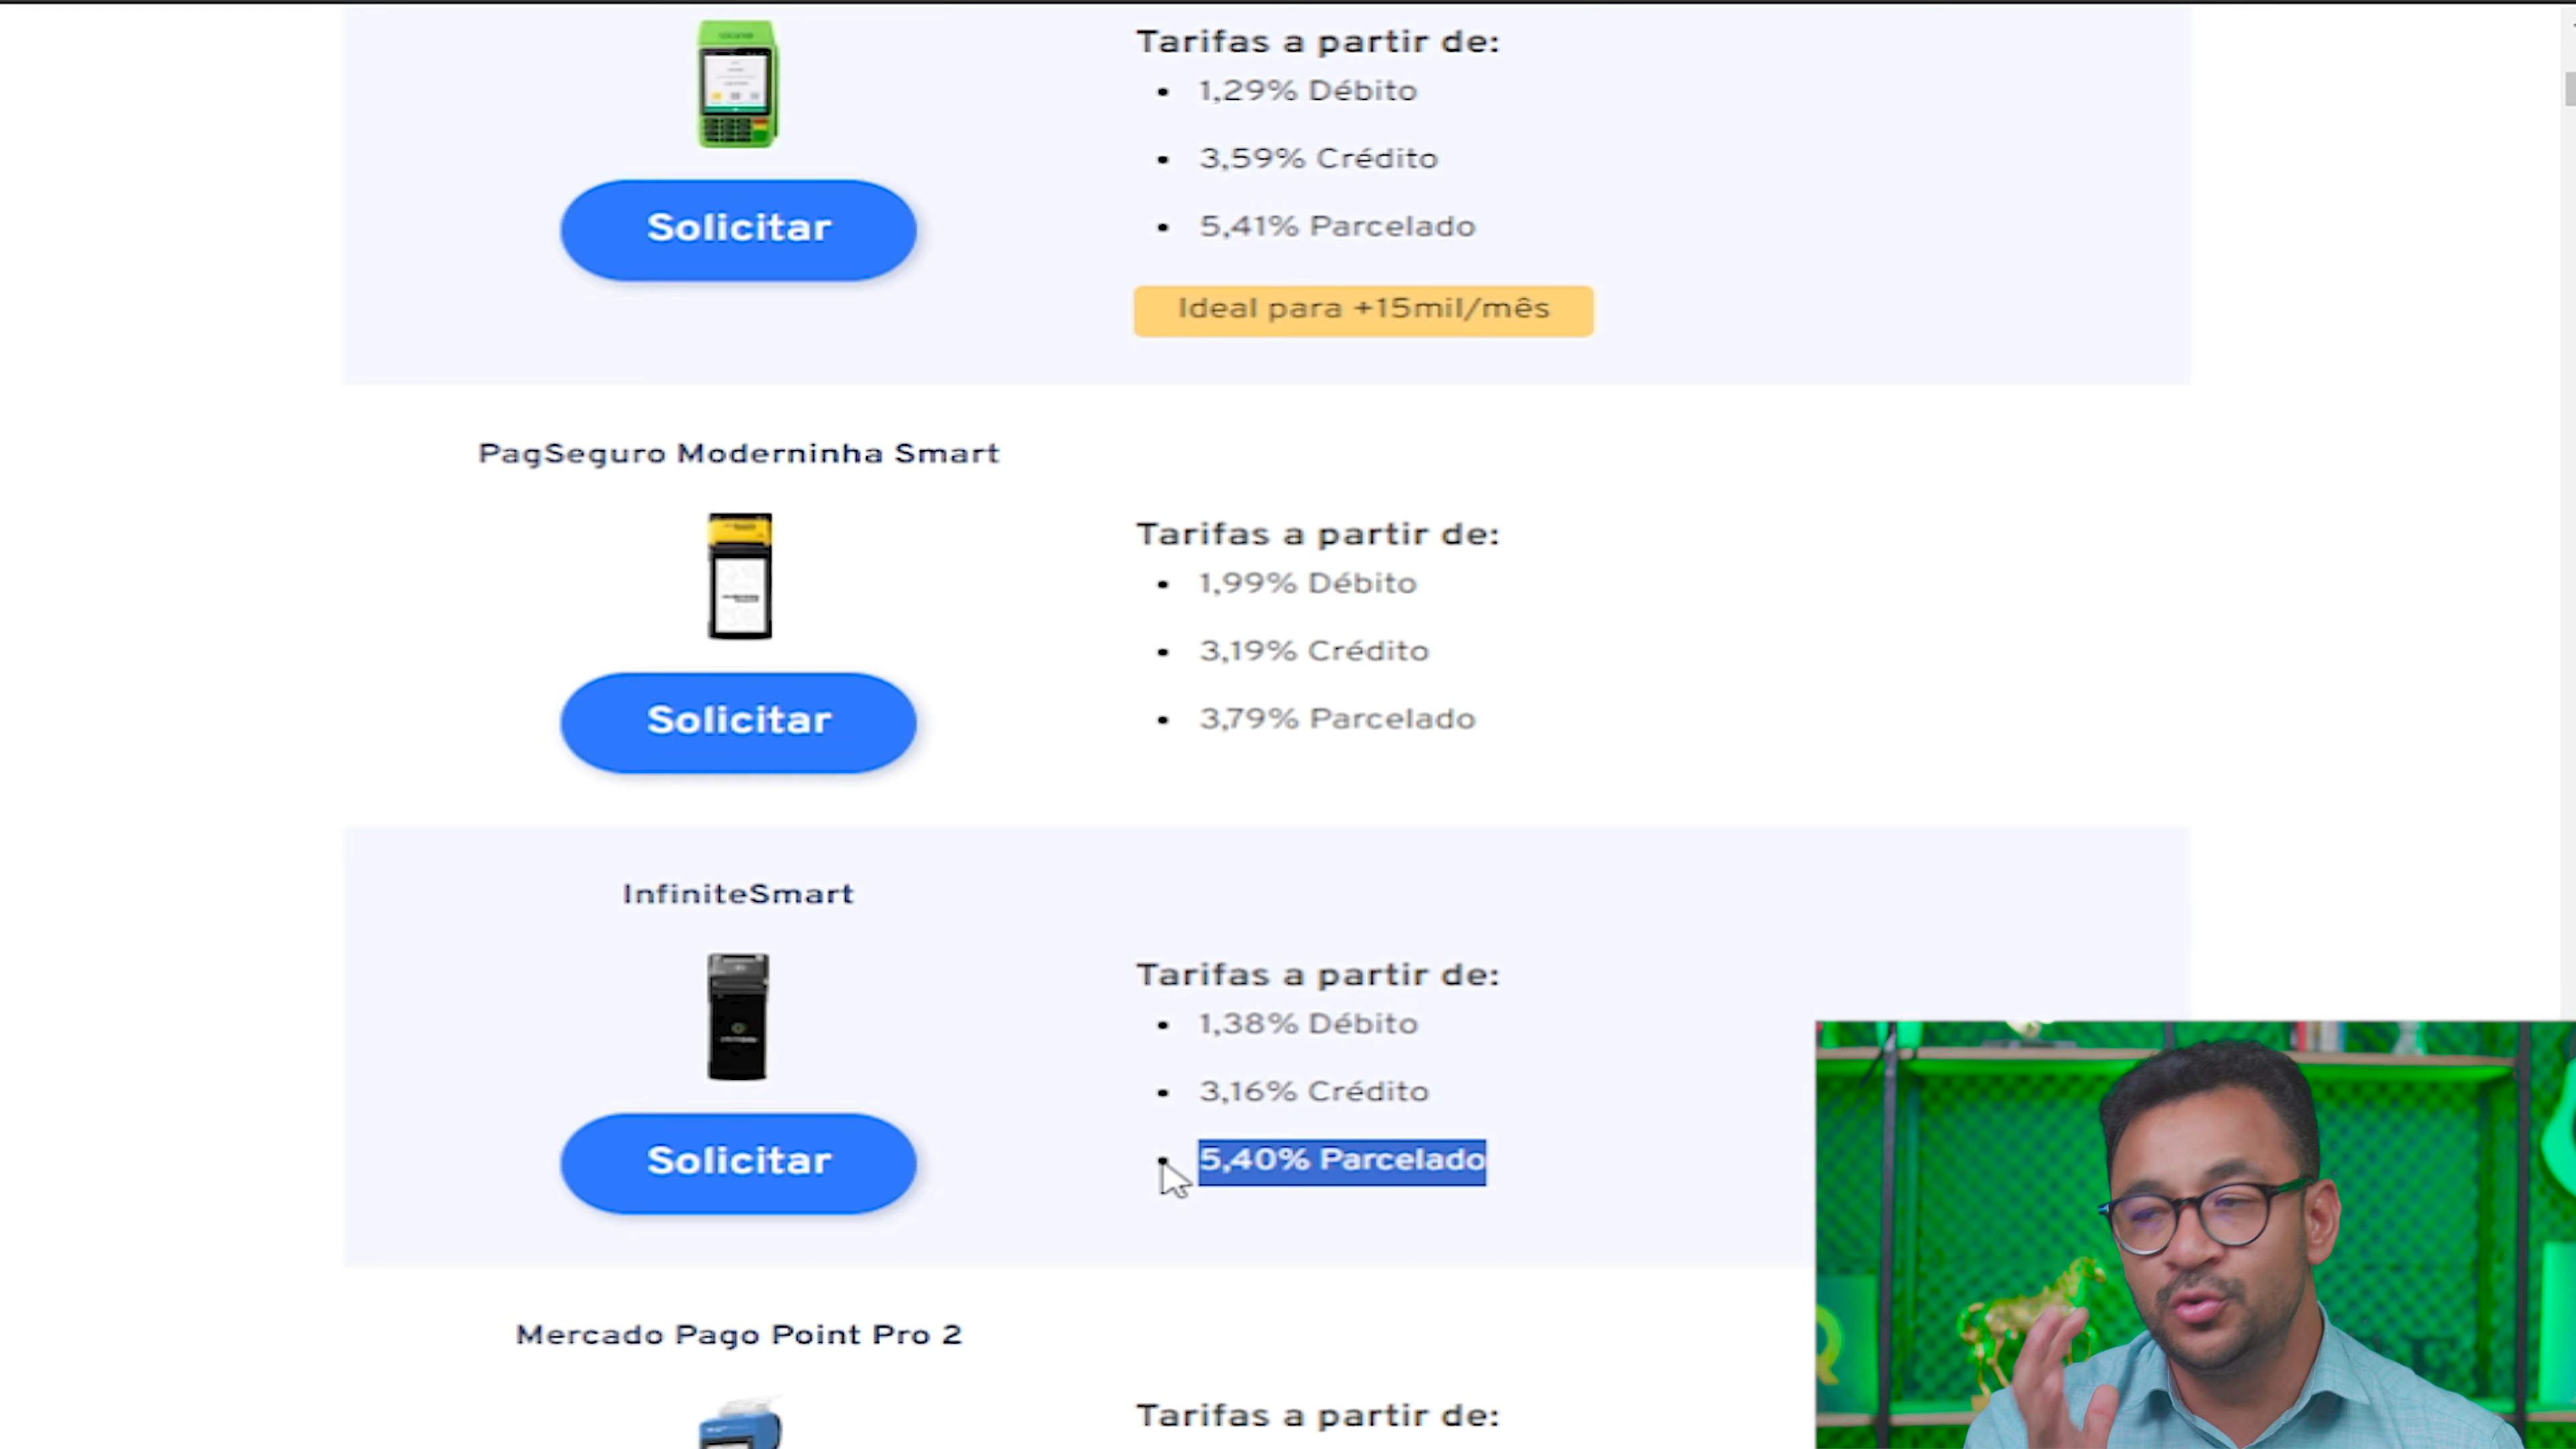 Tarifas a partir de:
1,29% Débito
3,59% Crédito
5,41% Parcelado
Solicitar
Ideal para +15mil/mês
PagSeguro Moderninha Smart
Tarifas a partir de:
1,99% Débito
3,19% Crédito
3,79% Parcelado
Solicitar
InfiniteSmart
Tarifas a partir de:
1,38% Débito
3,16% Crédito
5,40% Parcelado
Solicitar
Mercado Pago Point Pro 2
Tarifas a partir de: